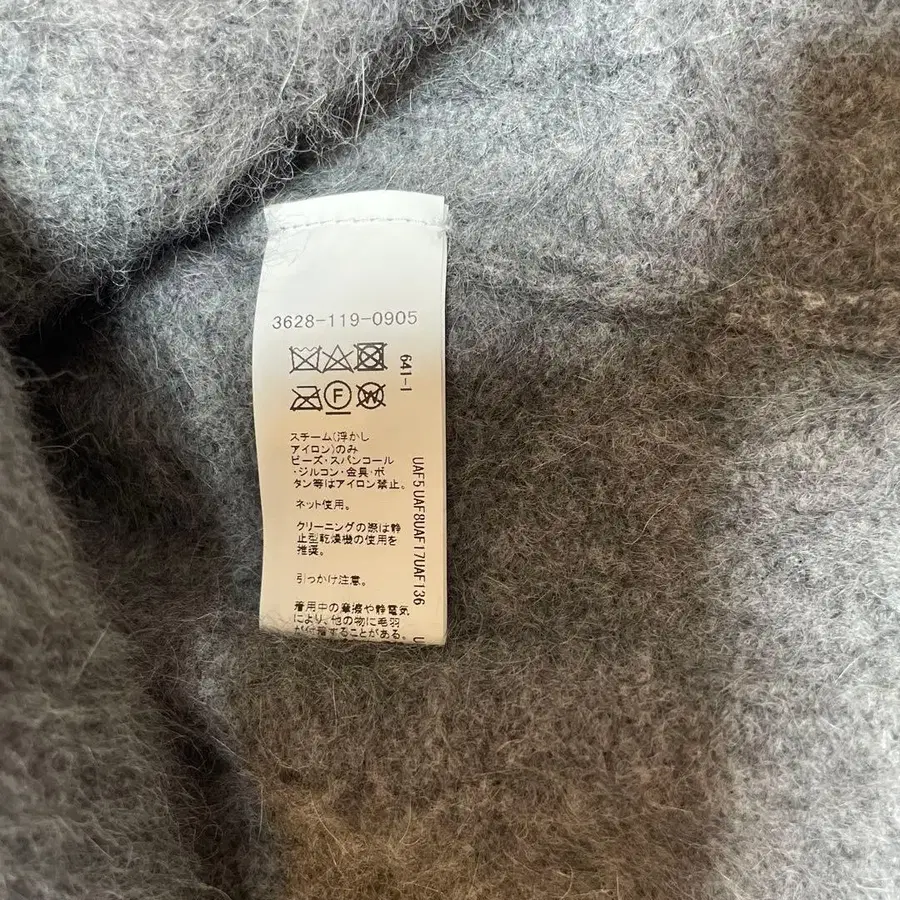 3628-119-0905
641-1
F
W
スチーム(浮かし
アイロン)のみ
ビーズ・スパンコール
・ジルコン・金具・ボ
タン等はアイロン禁止。
ネット使用。
クリーニングの際は静
止型乾燥機の使用を
推奨。
引っかけ注意。
着用中の摩擦や静電気
により、他の物に毛羽
が付着することがある。
UAF5UAF8UAF17UAF136